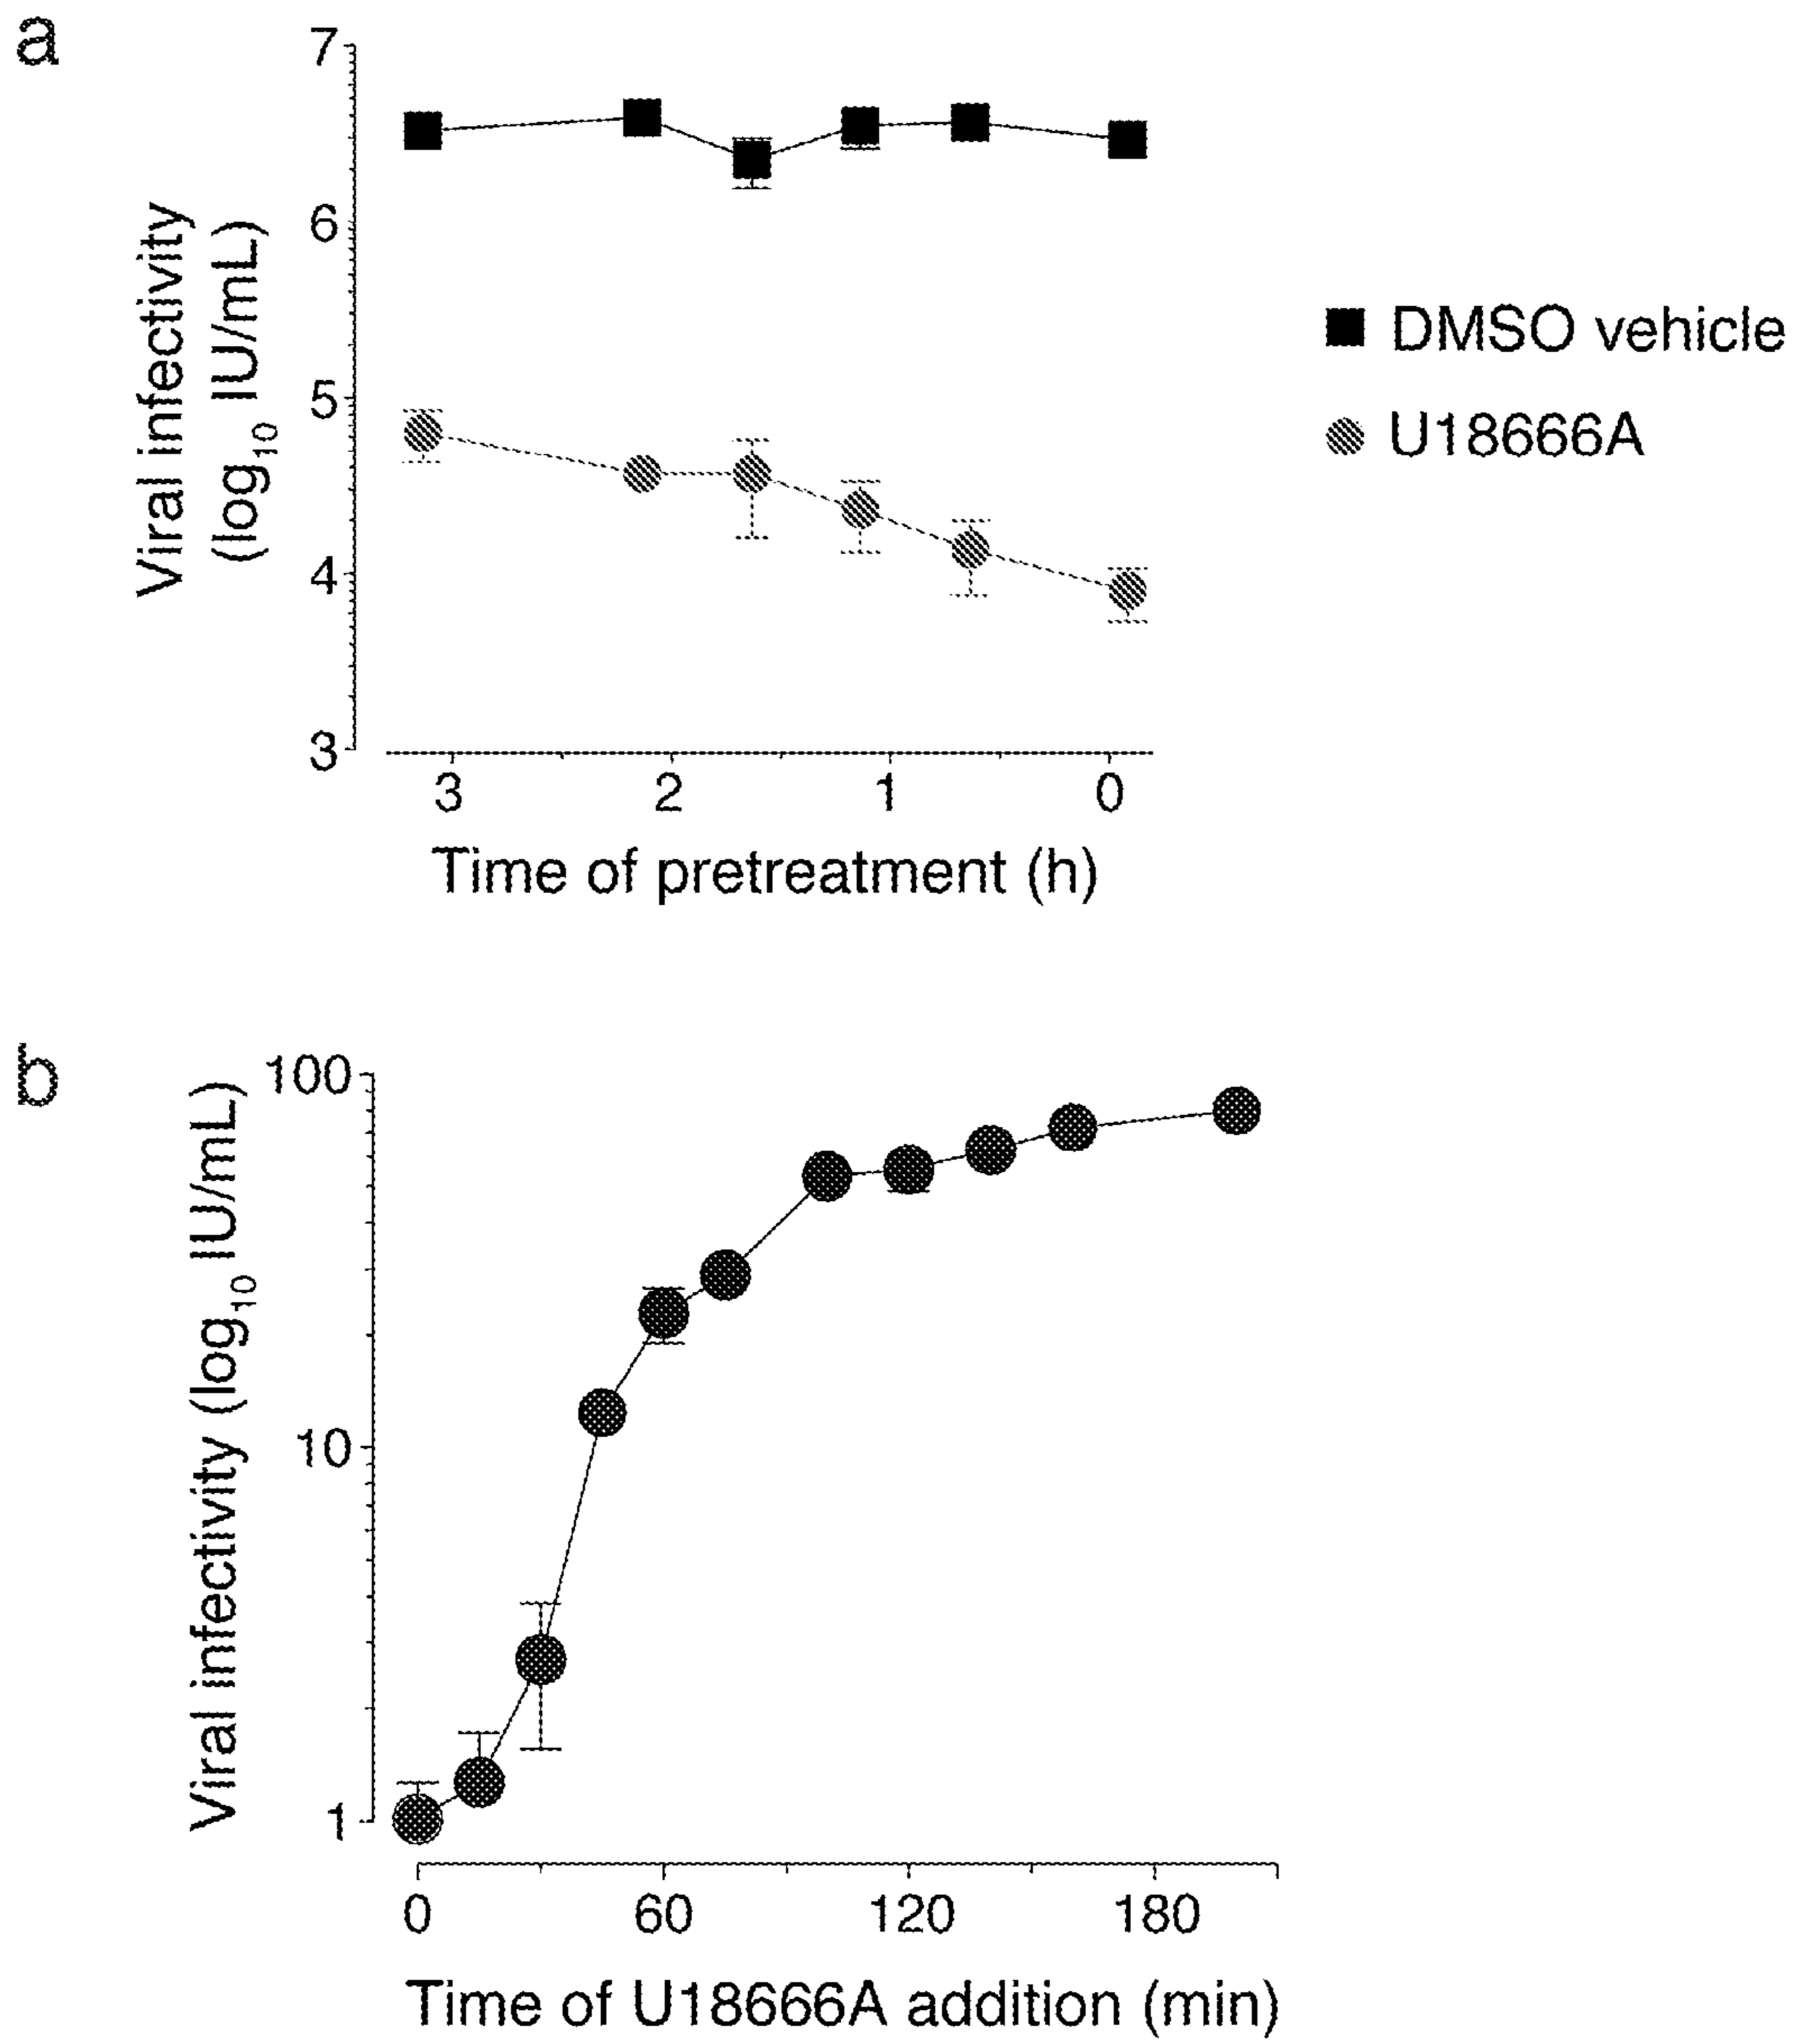 a
7
6
5
4
3
Viral infectivity
(log10 IU/mL)
3 2 1 0
Time of pretreatment (h)
DMSO vehicle
U18666A
b
100
10
1
Viral infectivity (log10 IU/mL)
0 60 120 180
Time of U18666A addition (min)